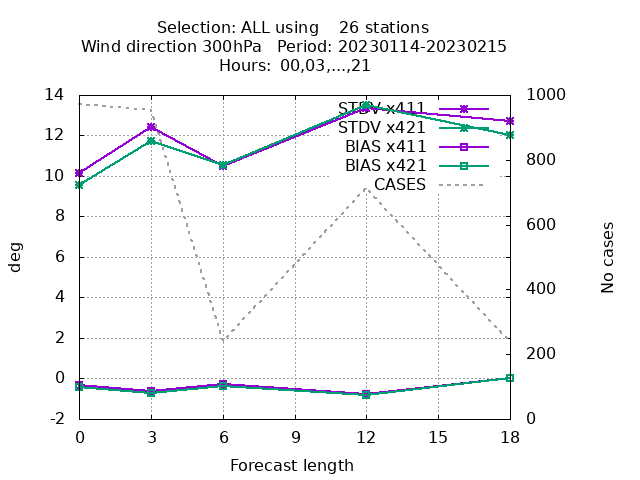 Selection: ALL using    26 stations
Wind direction 300hPa   Period: 20230114-20230215
Hours: 00,03,...,21
STDV x411
STDV x421
BIAS x411
BIAS x421
CASES
14
12
10
8
6
4
2
0
-2
deg
1000
800
600
400
200
0
No cases
0 3 6 9 12 15 18
Forecast length